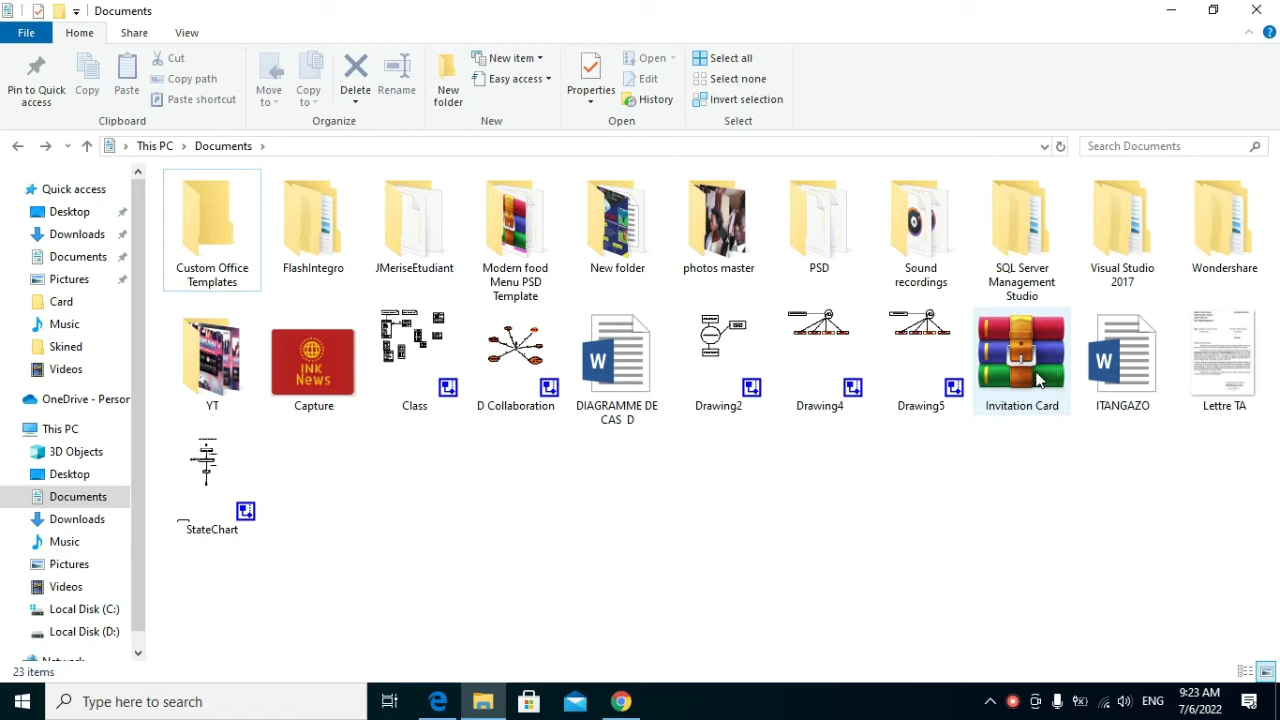 Documents
File
Home
Share
View
Pin to Quick
access
Copy
Paste
Cut
Copy path
Paste shortcut
Clipboard
Move
to
Copy
to
Delete
Rename
Organize
New
folder
New item
Easy access
New
Properties
Open
Edit
History
Open
Select all
Select none
Invert selection
Select
This PC
Documents
Search Documents
Quick access
Desktop
Downloads
Documents
Pictures
Card
Music
Skined
Videos
OneDrive - Person
This PC
3D Objects
Desktop
Documents
Downloads
Music
Pictures
Videos
Local Disk (C:)
Local Disk (D:)
Network
Custom Office
Templates
FlashIntegro
JMeriseEtudiant
Modern food
Menu PSD
Template
New folder
photos master
PSD
Sound
recordings
SQL Server
Management
Studio
Visual Studio
2017
Wondershare
YT
INK
News
Capture
Class
D Collaboration
W
DIAGRAMME DE
CAS D
Drawing2
Drawing4
Drawing5
Invitation Card
W
ITANGAZO
Lettre TA
StateChart
23 items
Type here to search
ENG
9:23 AM
7/6/2022